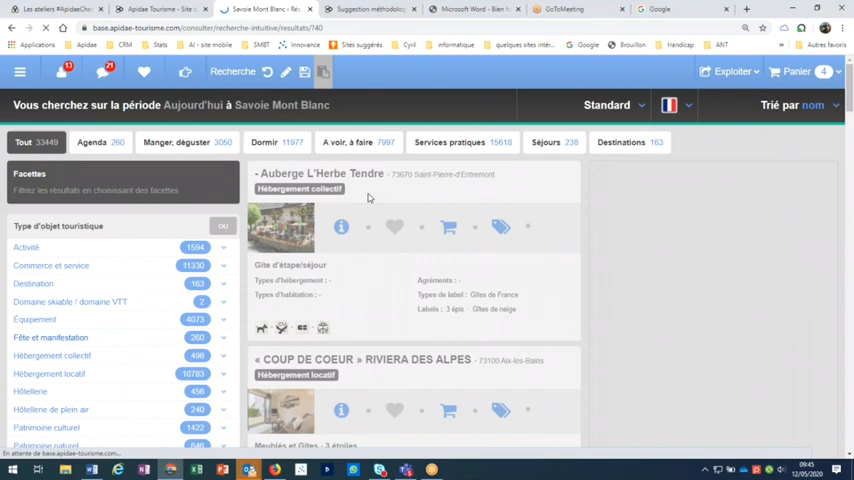 Les ateliers #ApidaeChe
Apidae Tourisme - Site d
Savoie Mont Blanc - Rés
Suggestion méthodolog
Microsoft Word - Bien f
GoToMeeting
Google
base.apidae-tourisme.com/consulter/recherche-intuitive/resultats/?40
Applications
Apidae
CRM
Stats
AI - site mobile
SMBT
Innovance
Sites suggérés
Cyril
informatique
quelques sites intér...
Google
Brouillon
Handicap
ANT
Autres favoris
13
21
Recherche
Exploiter
Panier 4
Vous cherchez sur la période Aujourd'hui à Savoie Mont Blanc
Standard
Trié par nom
Tout 33449
Agenda 260
Manger, déguster 3050
Dormir 11977
A voir, à faire 7997
Services pratiques 15618
Séjours 238
Destinations 163
Facettes
Filtrez les résultats en choisissant des facettes
Type d'objet touristique
OU
Activité 1594
Commerce et service 11330
Destination 163
Domaine skiable / domaine VTT 2
Équipement 4073
Fête et manifestation 260
Hébergement collectif 498
Hébergement locatif 10783
Hôtellerie 456
Hôtellerie de plein air 240
Patrimoine culturel 1422
Patrimoine naturel 646
- Auberge L'Herbe Tendre - 73670 Saint-Pierre-d'Entremont
Hébergement collectif
Gîte d'étape/séjour
Types d'hébergement : -
Types d'habitation : -
Agréments : -
Types de label : Gîtes de France
Labels : 3 épis · Gîtes de neige
« COUP DE COEUR » RIVIERA DES ALPES - 73100 Aix-les-Bains
Hébergement locatif
Meublés et Gîtes - 3 étoiles
En attente de base.apidae-tourisme.com...
09:45
12/05/2020